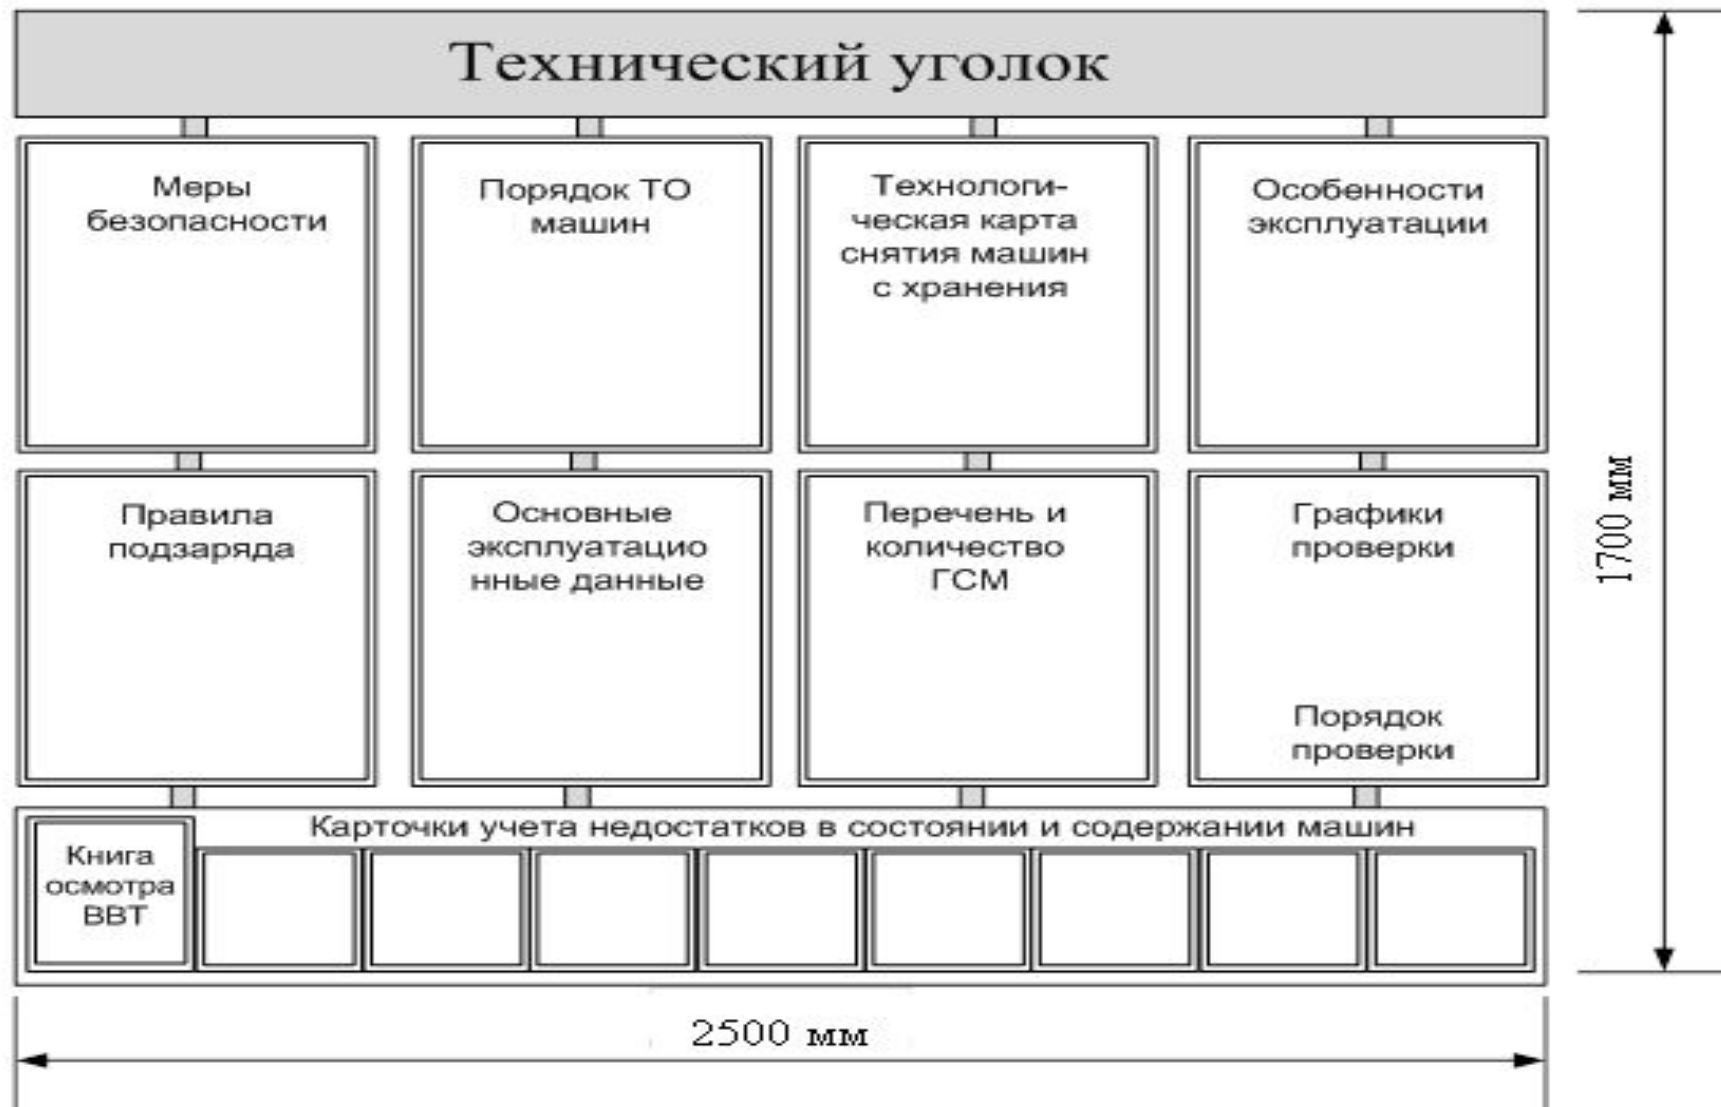 Технический уголок
Меры
безопасности
Порядок ТО
машин
Технологи-
ческая карта
снятия машин
с хранения
Особенности
эксплуатации
Правила
подзаряда
Основные
эксплуатацио
нные данные
Перечень и
количество
ГСМ
Графики
проверки
Порядок
проверки
Карточки учета недостатков в состоянии и содержании машин
Книга
осмотра
ВВТ
1700 мм
2500 мм